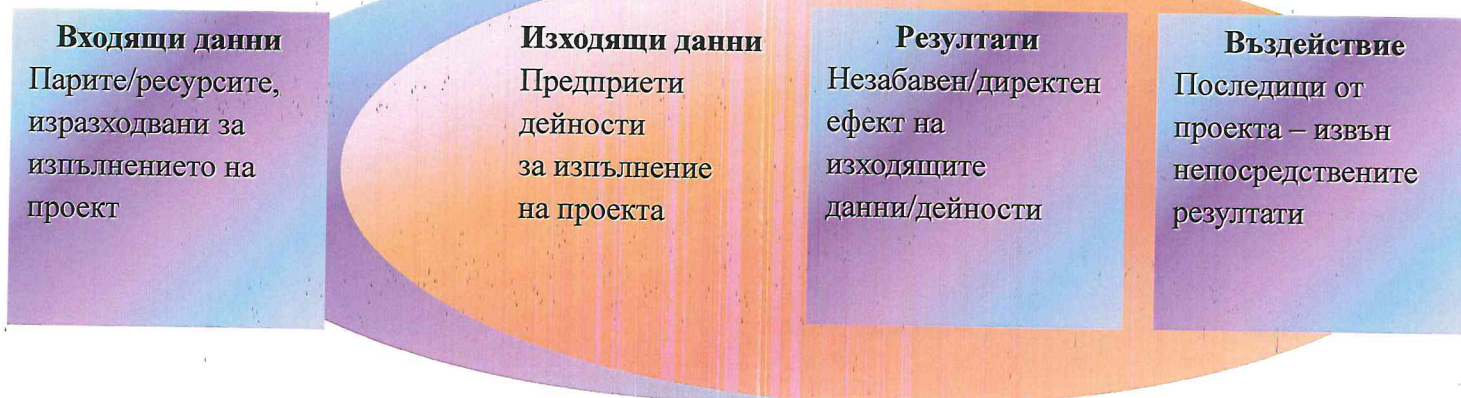 Входящи данни
Парите/ресурсите,
изразходвани за
изпълнението на
проект
Изходящи данни
Предприети
дейности
за изпълнение
на проекта
Резултати
Незабавен/директен
ефект на
изходящите
данни/дейности
Въздействие
Последици от
проекта – извън
непосредствените
резултати